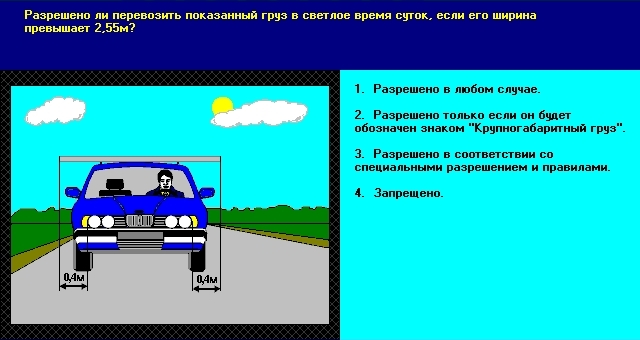 Разрешено ли перевозить показанный груз в светлое время суток, если его ширина
превышает 2,55м?
1. Разрешено в любом случае.
2. Разрешено только если он будет
обозначен знаком "Крупногабаритный груз".
3. Разрешено в соответствии со
специальными разрешением и правилами.
4. Запрещено.
0,4м 0,4м